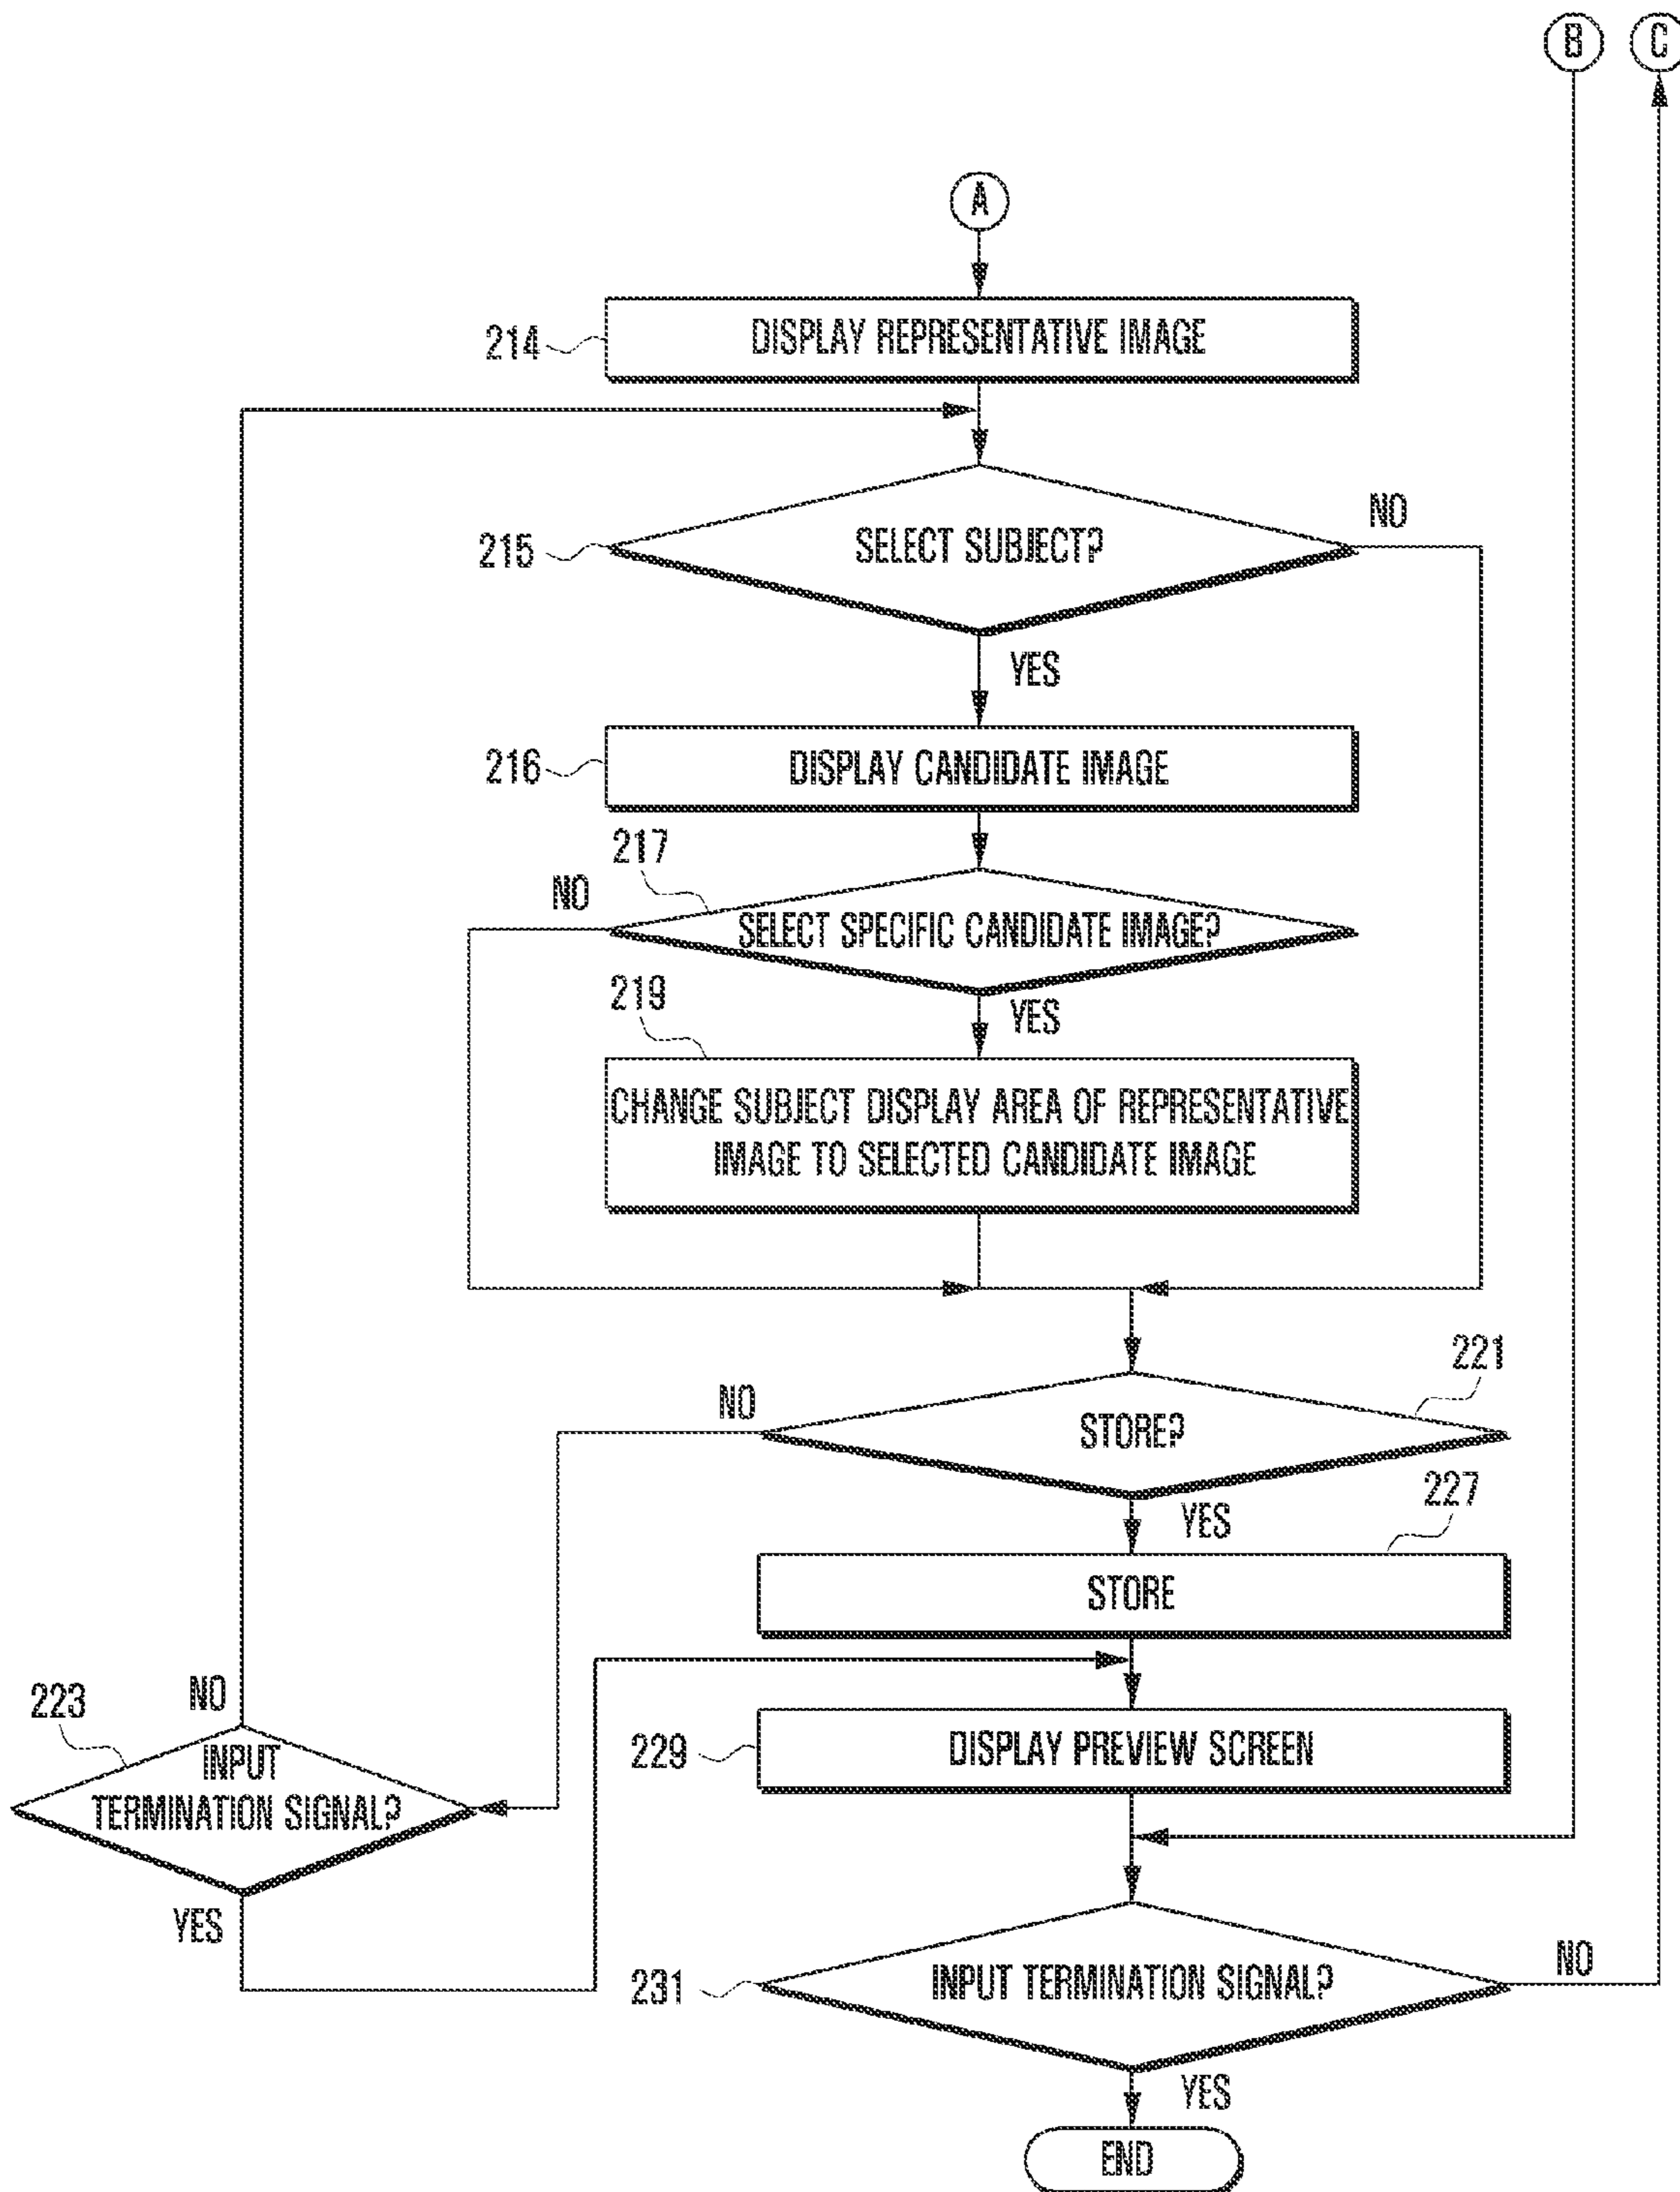 B C
A
214
DISPLAY REPRESENTATIVE IMAGE
NO
215
SELECT SUBJECT?
YES
216
DISPLAY CANDIDATE IMAGE
217
NO
SELECT SPECIFIC CANDIDATE IMAGE?
219
YES
CHANGE SUBJECT DISPLAY AREA OF REPRESENTATIVE
IMAGE TO SELECTED CANDIDATE IMAGE
221
NO
STORE?
227
YES
STORE
NO
223
INPUT
TERMINATION SIGNAL?
229
DISPLAY PREVIEW SCREEN
YES
NO
231
INPUT TERMINATION SIGNAL?
YES
END